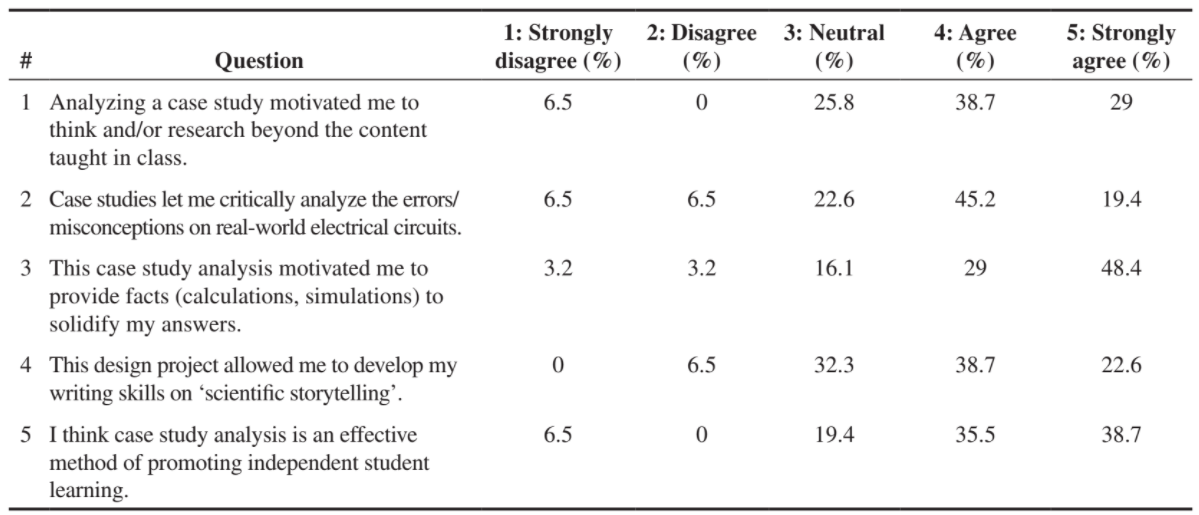 # Question 1: Strongly disagree (%) 2: Disagree (%) 3: Neutral (%) 4: Agree (%) 5: Strongly agree (%)
1 Analyzing a case study motivated me to 6.5 0 25.8 38.7 29
think and/or research beyond the content
taught in class.
2 Case studies let me critically analyze the errors/ 6.5 6.5 22.6 45.2 19.4
misconceptions on real-world electrical circuits.
3 This case study analysis motivated me to 3.2 3.2 16.1 29 48.4
provide facts (calculations, simulations) to
solidify my answers.
4 This design project allowed me to develop my 0 6.5 32.3 38.7 22.6
writing skills on ‘scientific storytelling’.
5 I think case study analysis is an effective 6.5 0 19.4 35.5 38.7
method of promoting independent student
learning.